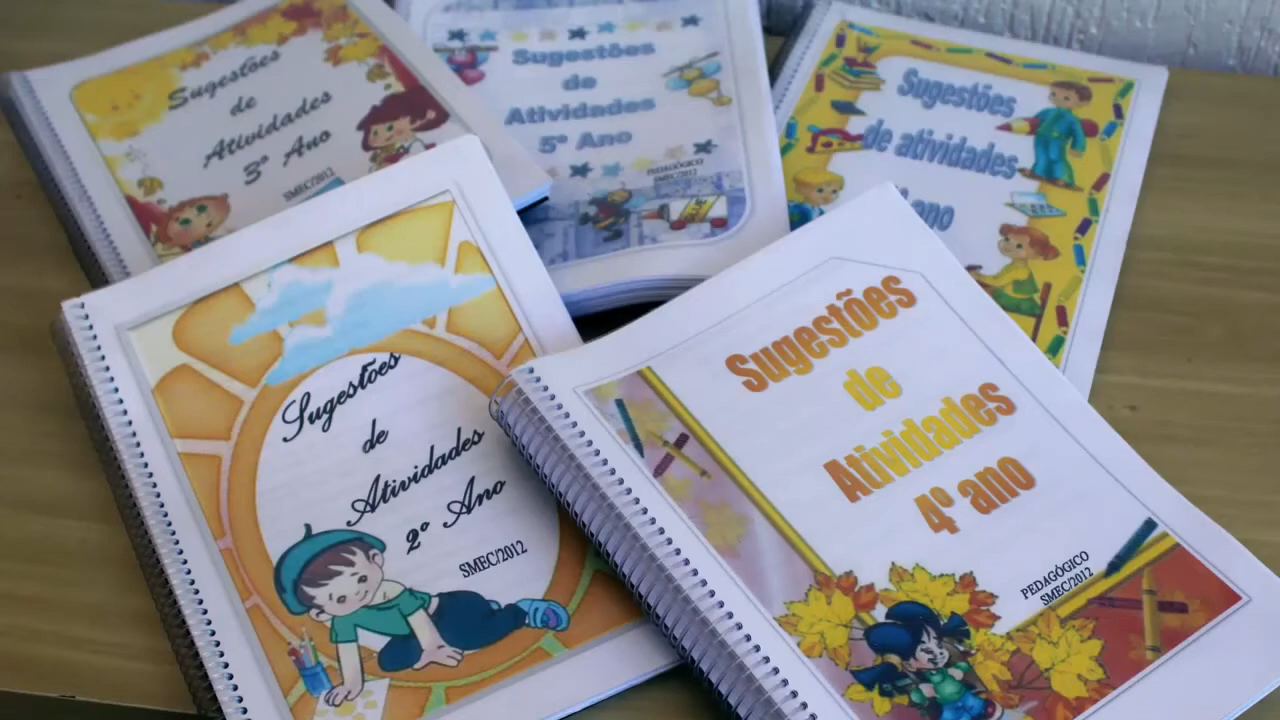 Sugestões
de
Atividades
3º Ano
SMEC/2012
Sugestões
de
Atividades
5º Ano
PEDAGÓGICO
SMEC/2012
Sugestões
de atividades
ano
Sugestões
de
Atividades
2º Ano
SMEC/2012
Sugestões
de
Atividades
4º ano
PEDAGÓGICO
SMEC/2012